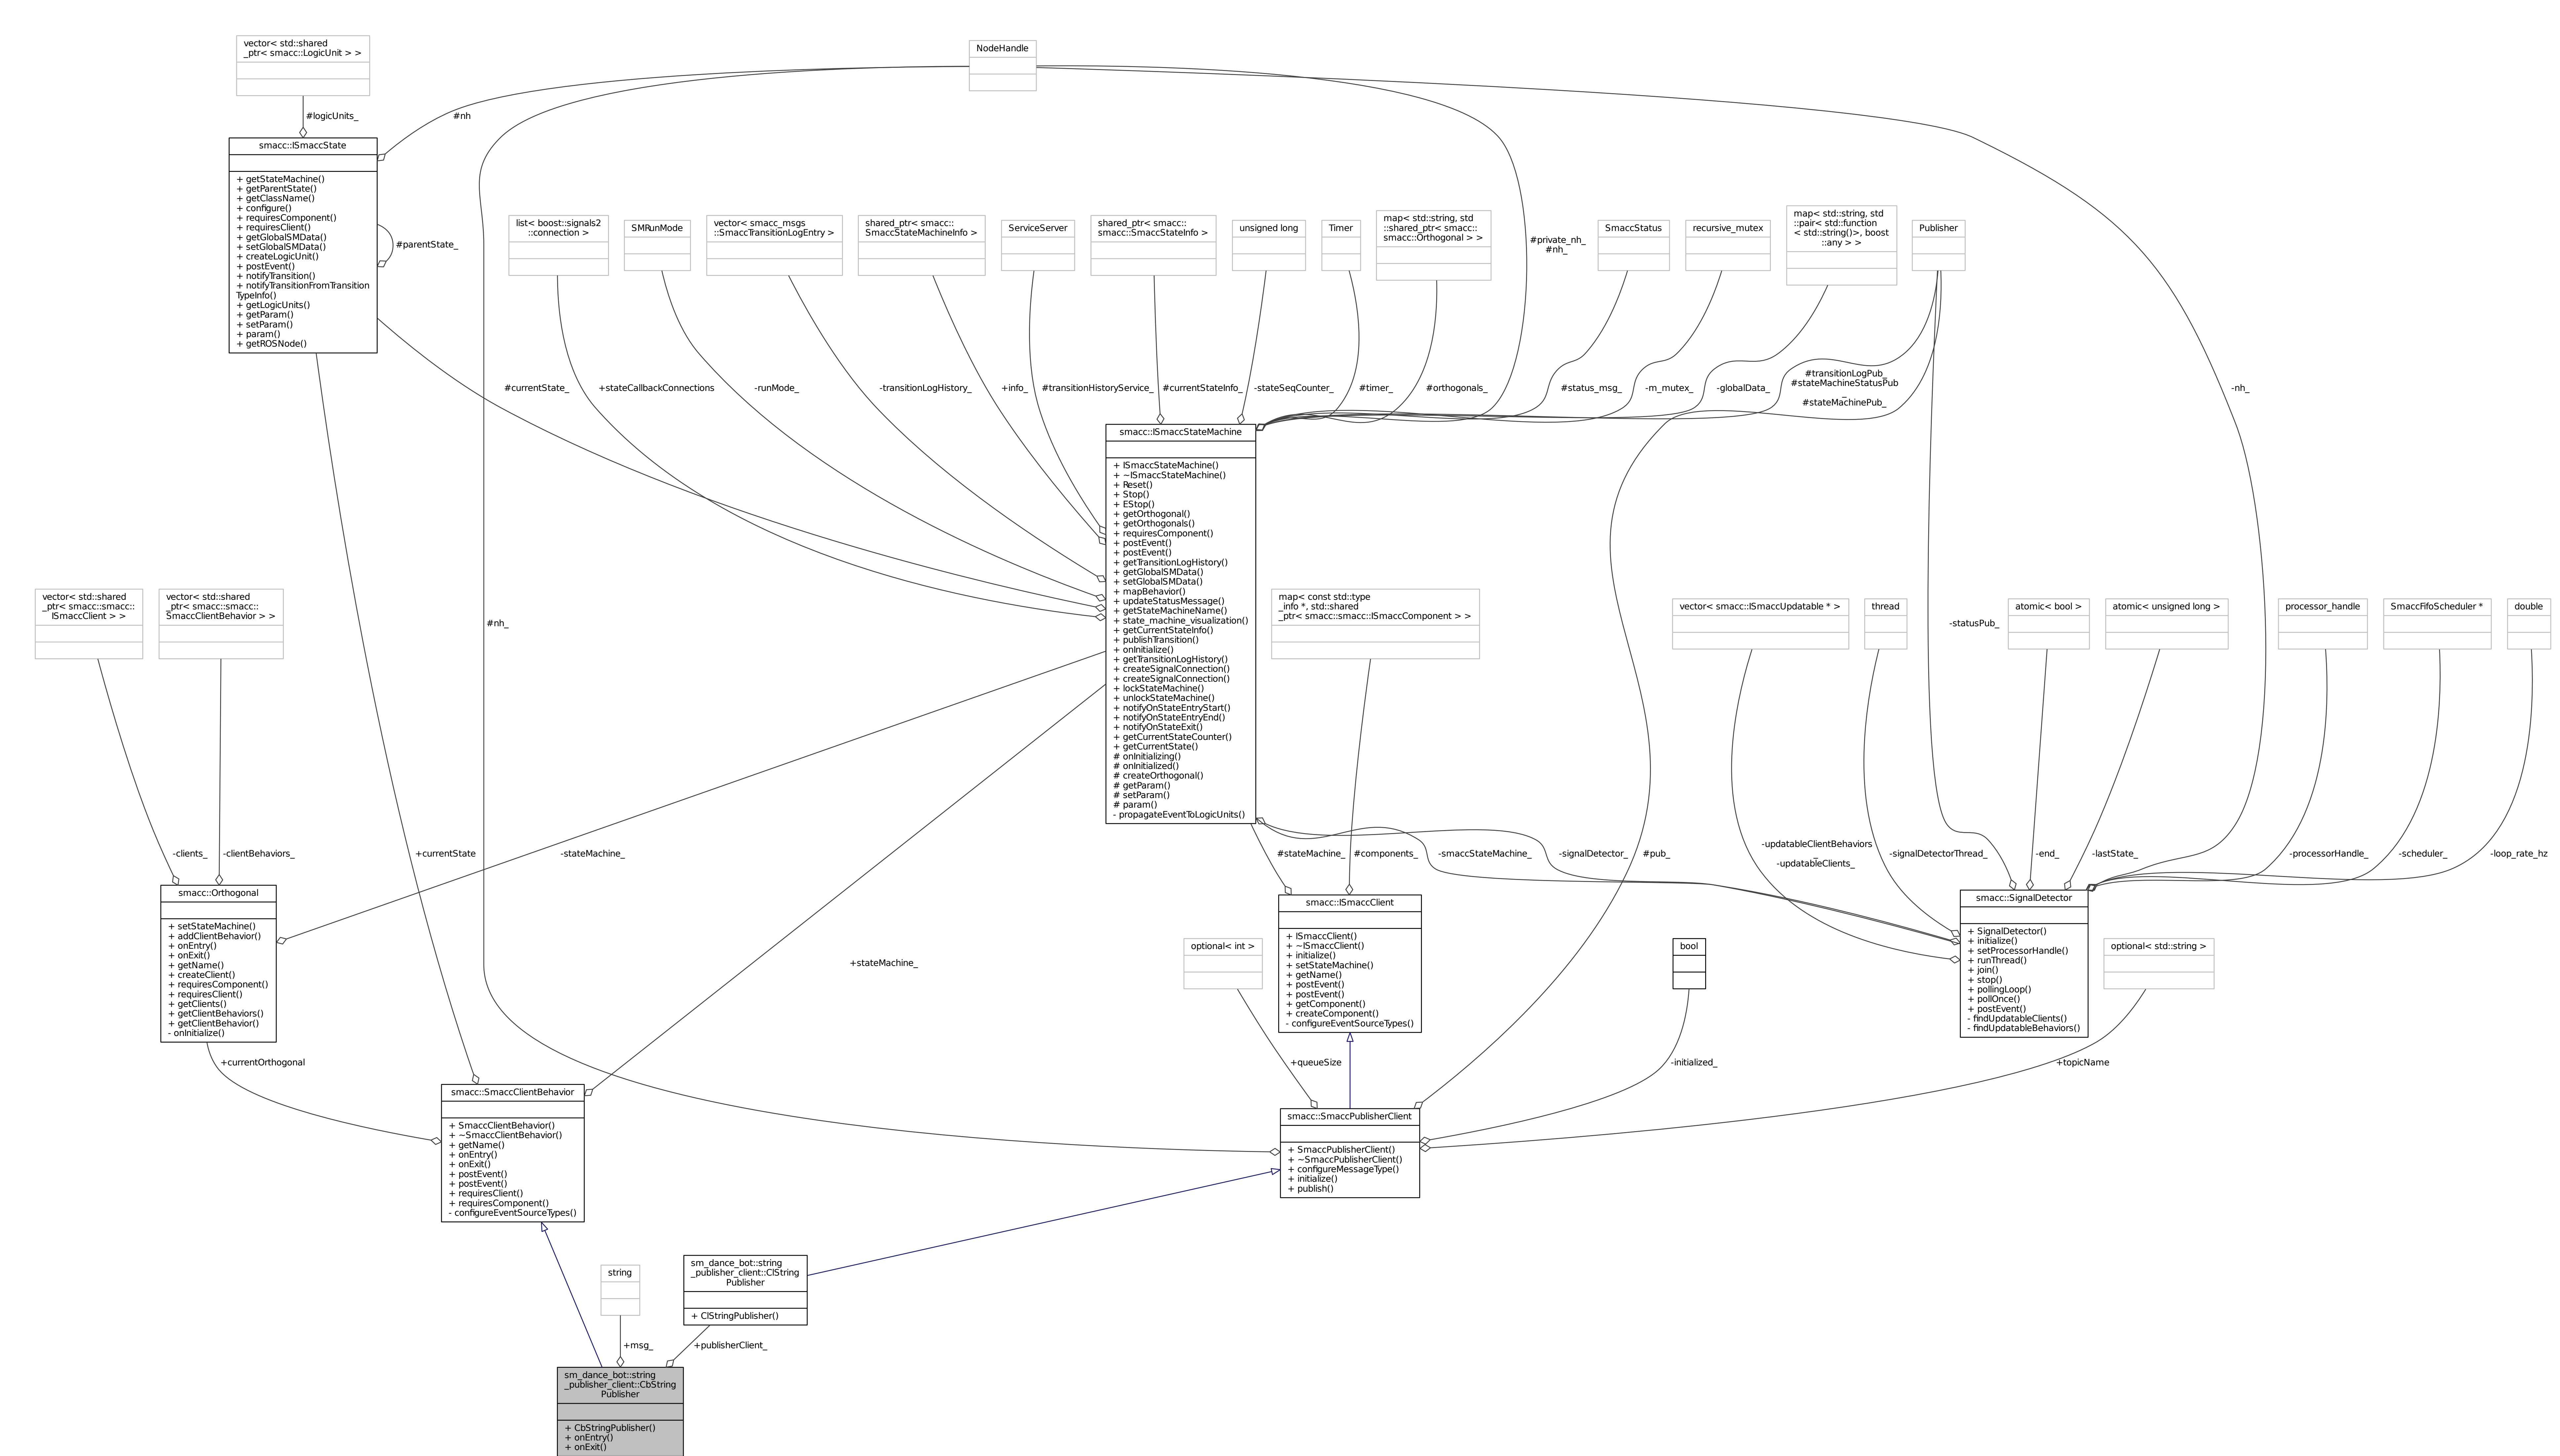 vector< std::shared
_ptr< smacc::LogicUnit > >
NodeHandle
#logicUnits_
#nh
smacc::ISmaccState
+ getStateMachine()
+ getParentState()
+ getClassName()
+ configure()
+ requiresComponent()
+ requiresClient()
+ getGlobalSMData()
+ setGlobalSMData()
+ createLogicUnit()
+ postEvent()
+ notifyTransition()
+ notifyTransitionFromTransition
TypeInfo()
+ getLogicUnits()
+ getParam()
+ setParam()
+ param()
+ getROSNode()
#parentState_
list< boost::signals2
::connection >
SMRunMode
vector< smacc_msgs
::SmaccTransitionLogEntry >
shared_ptr< smacc::
SmaccStateMachineInfo >
ServiceServer
shared_ptr< smacc::
smacc::SmaccStateInfo >
unsigned long
Timer
map< std::string, std
::shared_ptr< smacc::
smacc::Orthogonal > >
#private_nh_
#nh_
SmaccStatus
recursive_mutex
map< std::string, std
::pair< std::function
< std::string()>, boost
::any > >
Publisher
#currentState_
+stateCallbackConnections
-runMode_
-transitionLogHistory_
+info_
#transitionHistoryService_
#currentStateInfo_
-stateSeqCounter_
#timer_
#orthogonals_
#status_msg_
-m_mutex_
-globalData_
#transitionLogPub_
#stateMachineStatusPub
_
#stateMachinePub_
-nh_
smacc::ISmaccStateMachine
+ ISmaccStateMachine()
+ ~ISmaccStateMachine()
+ Reset()
+ Stop()
+ EStop()
+ getOrthogonal()
+ getOrthogonals()
+ requiresComponent()
+ postEvent()
+ postEvent()
+ getTransitionLogHistory()
+ getGlobalSMData()
+ setGlobalSMData()
+ mapBehavior()
+ updateStatusMessage()
+ getStateMachineName()
+ state_machine_visualization()
+ getCurrentStateInfo()
+ publishTransition()
+ onInitialize()
+ getTransitionLogHistory()
+ createSignalConnection()
+ createSignalConnection()
+ lockStateMachine()
+ unlockStateMachine()
+ notifyOnStateEntryStart()
+ notifyOnStateEntryEnd()
+ notifyOnStateExit()
+ getCurrentStateCounter()
+ getCurrentState()
# onInitializing()
# onInitialized()
# createOrthogonal()
# getParam()
# setParam()
# param()
- propagateEventToLogicUnits()
vector< std::shared
_ptr< smacc::smacc::
ISmaccClient > >
vector< std::shared
_ptr< smacc::smacc::
SmaccClientBehavior > >
#nh_
map< const std::type
_info *, std::shared
_ptr< smacc::smacc::ISmaccComponent > >
vector< smacc::ISmaccUpdatable * >
thread
-statusPub_
atomic< bool >
atomic< unsigned long >
processor_handle
SmaccFifoScheduler *
double
-clients_
-clientBehaviors_
+currentState
-stateMachine_
#stateMachine_
#components_
-smaccStateMachine_
-signalDetector_
#pub_
-updatableClientBehaviors
_
-updatableClients_
-signalDetectorThread_
-end_
-lastState_
-processorHandle_
-scheduler_
-loop_rate_hz
smacc::Orthogonal
+ setStateMachine()
+ addClientBehavior()
+ onEntry()
+ onExit()
+ getName()
+ createClient()
+ requiresComponent()
+ requiresClient()
+ getClients()
+ getClientBehaviors()
+ getClientBehavior()
- onInitialize()
+stateMachine_
optional< int >
smacc::ISmaccClient
+ ISmaccClient()
+ ~ISmaccClient()
+ initialize()
+ setStateMachine()
+ getName()
+ postEvent()
+ postEvent()
+ getComponent()
+ createComponent()
- configureEventSourceTypes()
bool
smacc::SignalDetector
+ SignalDetector()
+ initialize()
+ setProcessorHandle()
+ runThread()
+ join()
+ stop()
+ pollingLoop()
+ pollOnce()
+ postEvent()
- findUpdatableClients()
- findUpdatableBehaviors()
optional< std::string >
+currentOrthogonal
+queueSize
-initialized_
+topicName
smacc::SmaccClientBehavior
+ SmaccClientBehavior()
+ ~SmaccClientBehavior()
+ getName()
+ onEntry()
+ onExit()
+ postEvent()
+ postEvent()
+ requiresClient()
+ requiresComponent()
- configureEventSourceTypes()
smacc::SmaccPublisherClient
+ SmaccPublisherClient()
+ ~SmaccPublisherClient()
+ configureMessageType()
+ initialize()
+ publish()
string
sm_dance_bot::string
_publisher_client::ClString
Publisher
+ ClStringPublisher()
+msg_
+publisherClient_
sm_dance_bot::string
_publisher_client::CbString
Publisher
+ CbStringPublisher()
+ onEntry()
+ onExit()